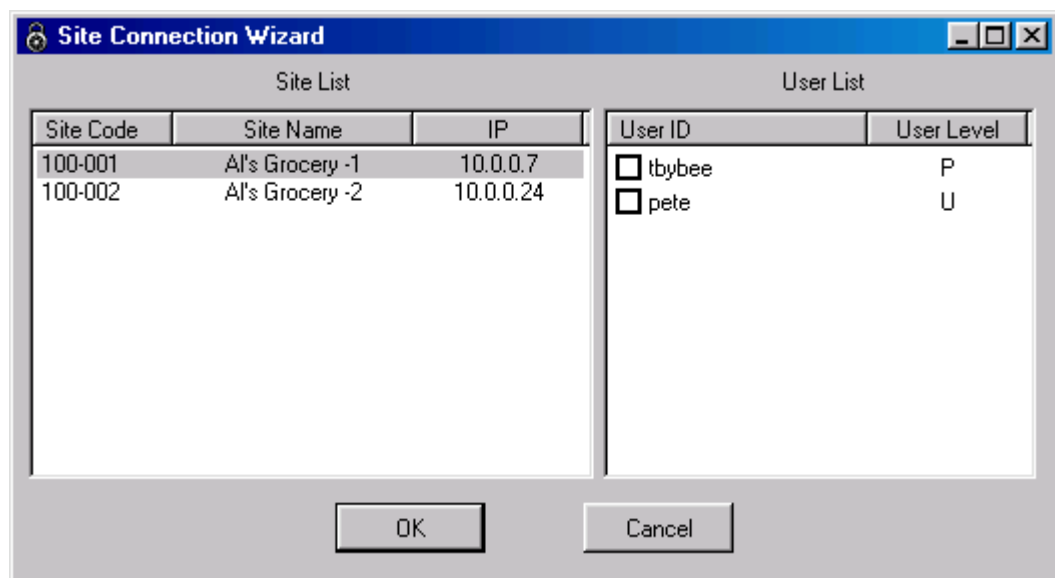 Site Connection Wizard
Site List User List
Site Code Site Name IP User ID User Level
100-001 Al's Grocery -1 10.0.0.7 tbybee P
100-002 Al's Grocery -2 10.0.0.24 pete U
OK Cancel